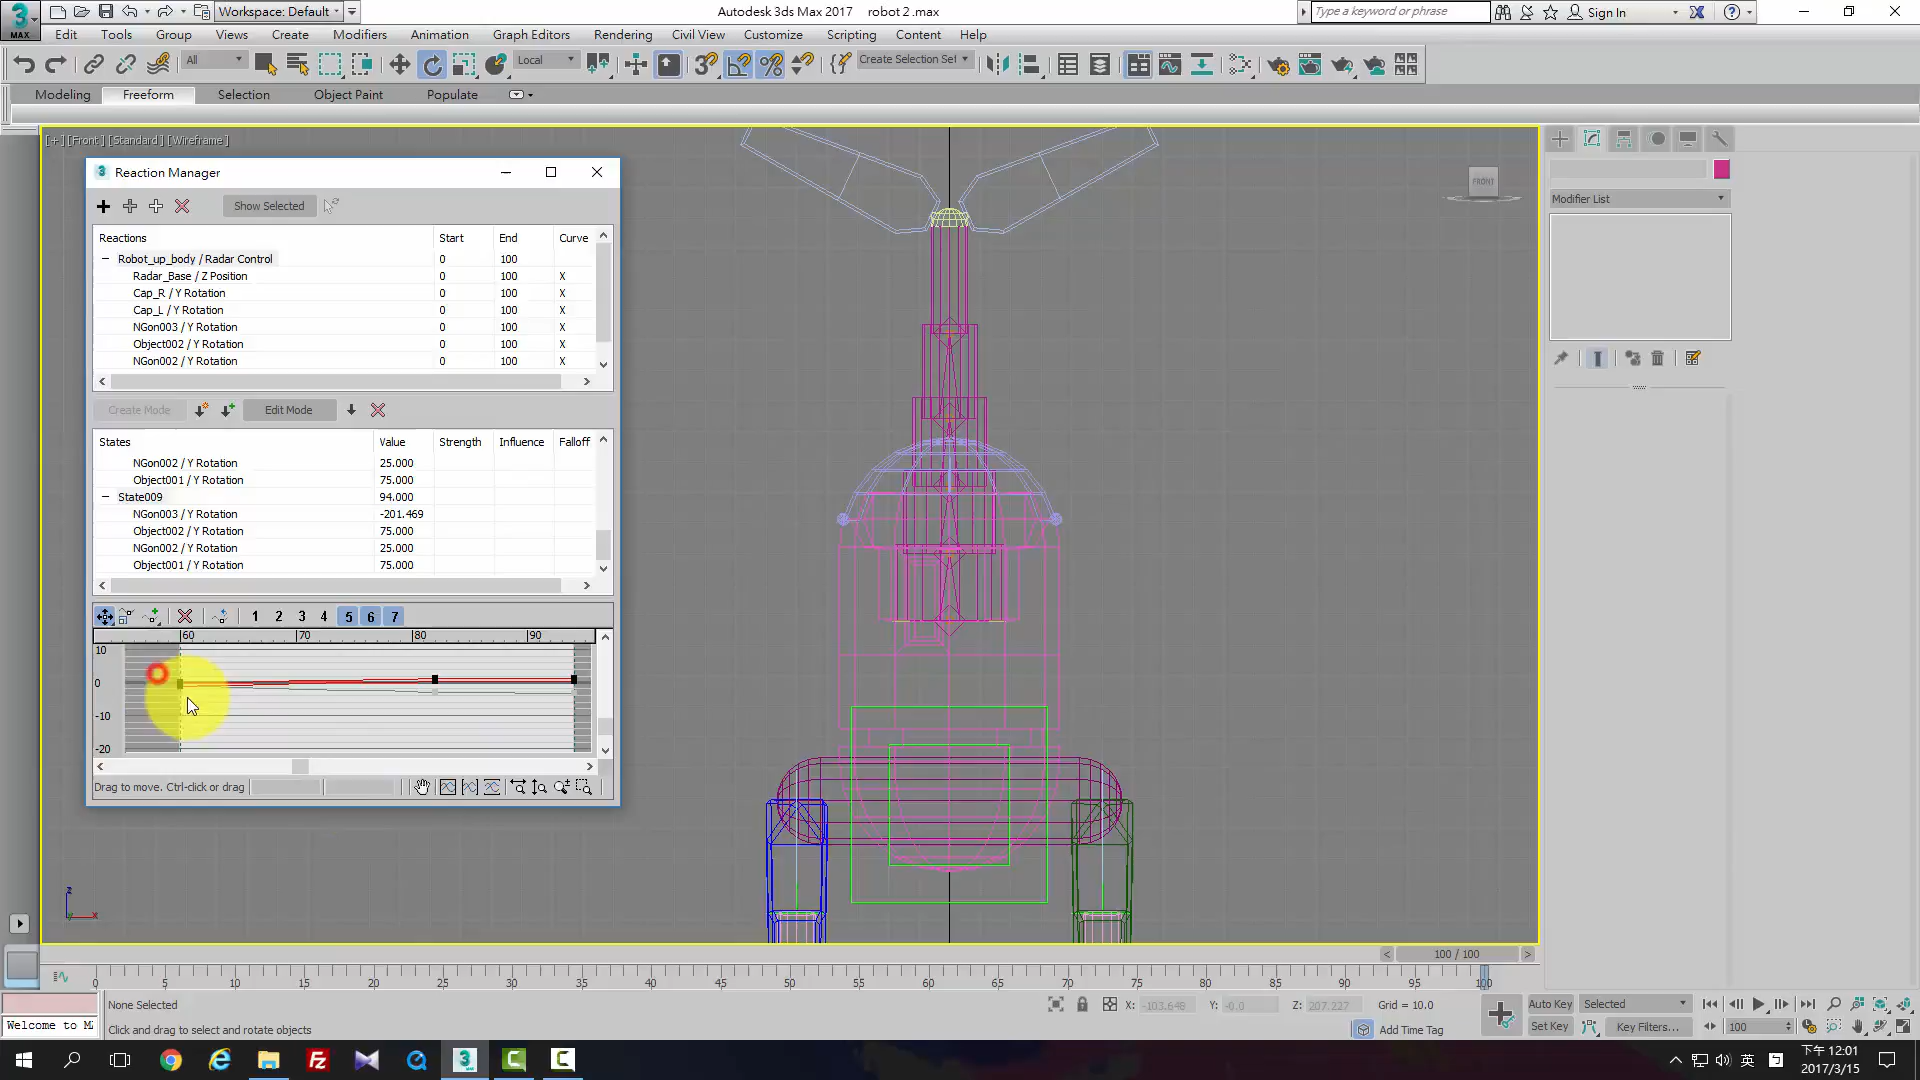 Workspace: Default
Autodesk 3ds Max 2017 robot 2 .max
Type a keyword or phrase
Sign In
MAX
Edit Tools Group Views Create Modifiers Animation Graph Editors Rendering Civil View Customize Scripting Content Help
All
Local
Create Selection Set
Modeling Freeform Selection Object Paint Populate
[+] [Front] [Standard] [Wireframe]
FRONT
Modifier List
Reaction Manager
Show Selected
Reactions Start End Curve
Robot_up_body / Radar Control 0 100
Radar_Base / Z Position 0 100 X
Cap_R / Y Rotation 0 100 X
Cap_L / Y Rotation 0 100 X
NGon003 / Y Rotation 0 100 X
Object002 / Y Rotation 0 100 X
NGon002 / Y Rotation 0 100 X
Create Mode Edit Mode
States Value Strength Influence Falloff
NGon002 / Y Rotation 25.000
Object001 / Y Rotation 75.000
State009 94.000
NGon003 / Y Rotation -201.469
Object002 / Y Rotation 75.000
NGon002 / Y Rotation 25.000
Object001 / Y Rotation 75.000
1 2 3 4 5 6 7
60 70 80 90
10
0
-10
-20
Drag to move. Ctrl-click or drag
z
x
100 / 100
0 5 10 15 20 25 30 35 40 45 50 55 60 65 70 75 80 85 90 95 100
None Selected
X: -103.648 Y: -0.0 Z: 207.227 Grid = 10.0
Auto Key Selected
Welcome to M
Click and drag to select and rotate objects
Add Time Tag
Set Key Key Filters... 100
英
下午 12:01
2017/3/15